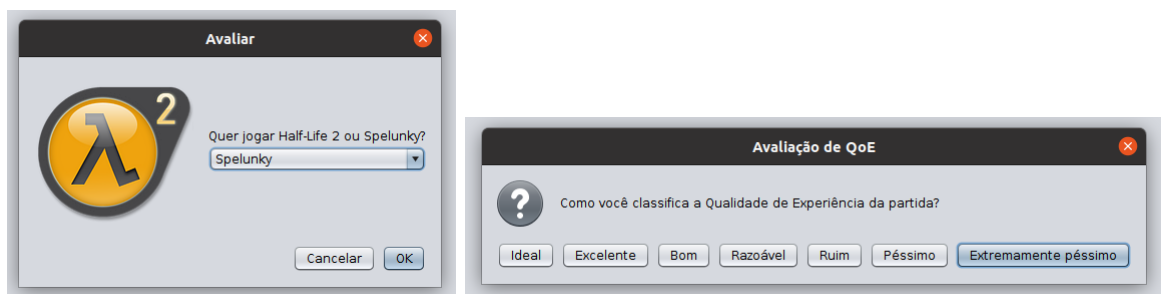 Avaliar
2
Quer jogar Half-Life 2 ou Spelunky?
Spelunky
Cancelar OK
Avaliação de QoE
? Como você classifica a Qualidade de Experiência da partida?
Ideal Excelente Bom Razoável Ruim Péssimo Extremamente péssimo